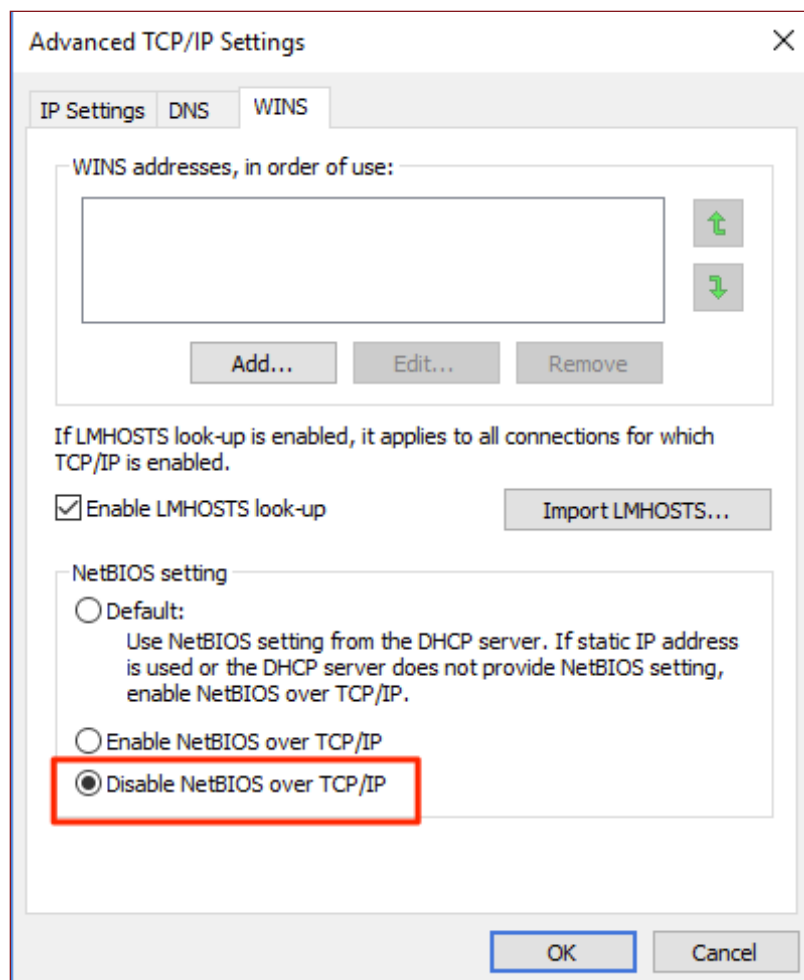 Advanced TCP/IP Settings
IP Settings
DNS
WINS
WINS addresses, in order of use:
Add...
Edit...
Remove
If LMHOSTS look-up is enabled, it applies to all connections for which
TCP/IP is enabled.
Enable LMHOSTS look-up
Import LMHOSTS...
NetBIOS setting
Default:
Use NetBIOS setting from the DHCP server. If static IP address
is used or the DHCP server does not provide NetBIOS setting,
enable NetBIOS over TCP/IP.
Enable NetBIOS over TCP/IP
Disable NetBIOS over TCP/IP
OK
Cancel